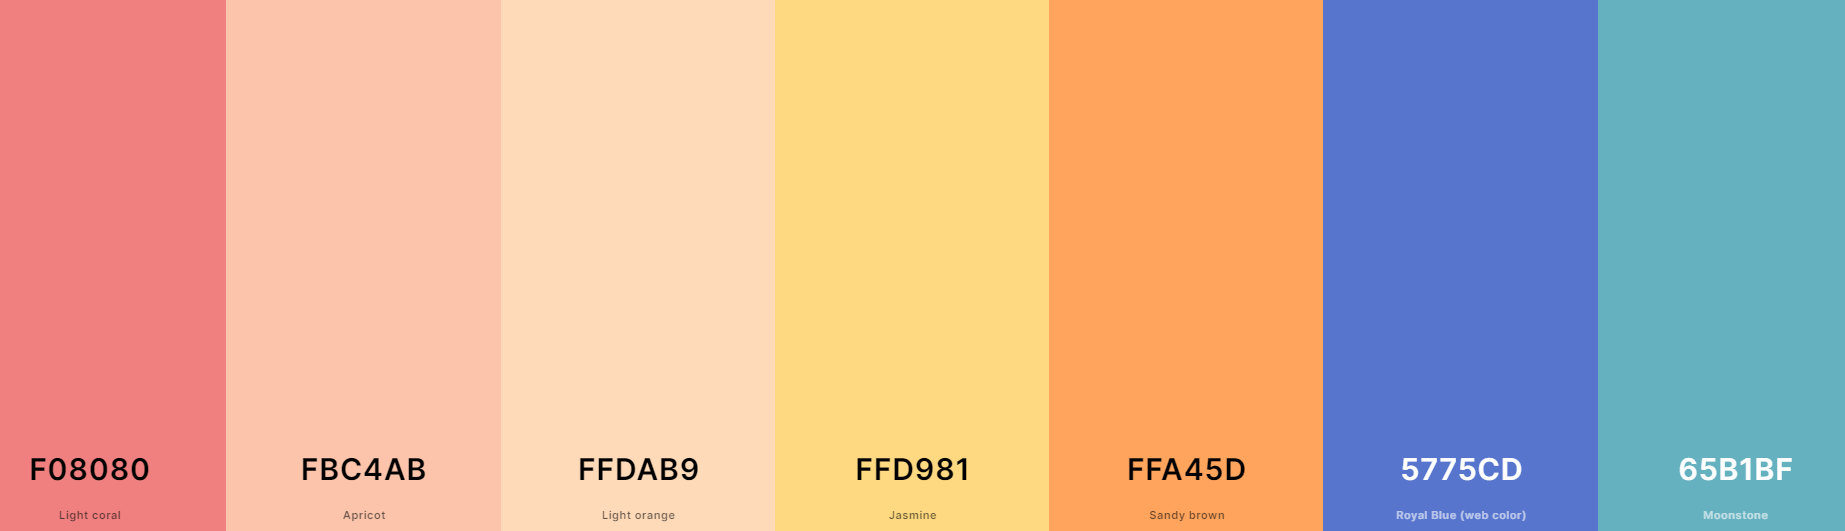 F08080
Light coral
FBC4AB
Apricot
FFDAB9
Light orange
FFD981
Jasmine
FFA45D
Sandy brown
5775CD
Royal Blue (web color)
65B1BF
Moonstone